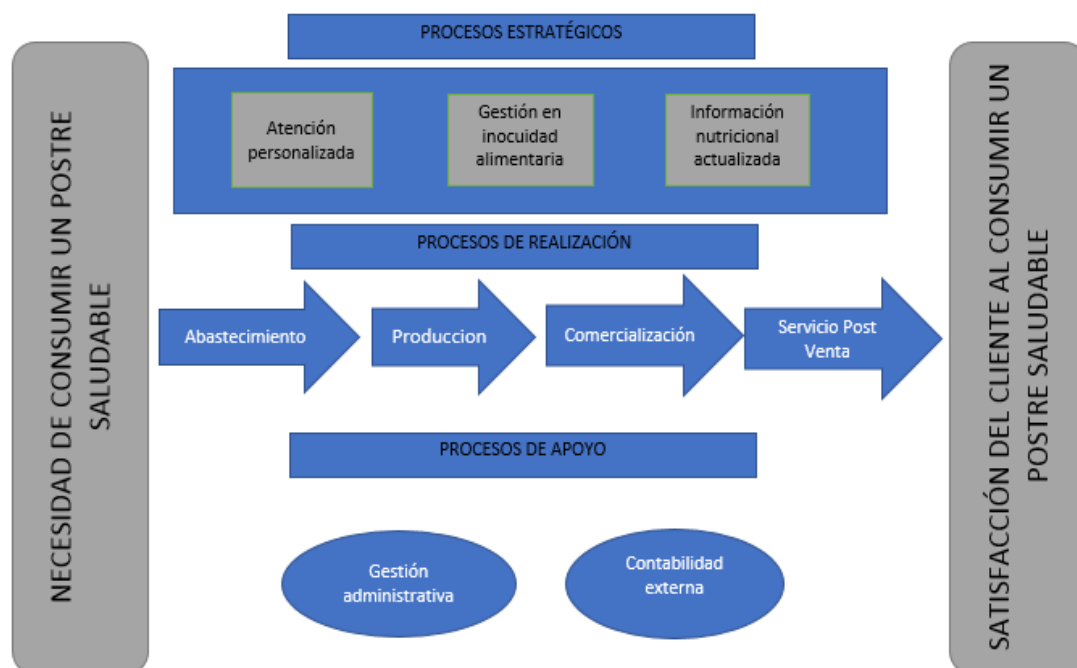 NECESIDAD DE CONSUMIR UN POSTRE
SALUDABLE
PROCESOS ESTRATÉGICOS
Atención
personalizada
Gestión en
inocuidad
alimentaria
Información
nutricional
actualizada
PROCESOS DE REALIZACIÓN
Abastecimiento
Produccion
Comercialización
Servicio Post
Venta
PROCESOS DE APOYO
Gestión
administrativa
Contabilidad
externa
SATISFACCIÓN DEL CLIENTE AL CONSUMIR UN
POSTRE SALUDABLE